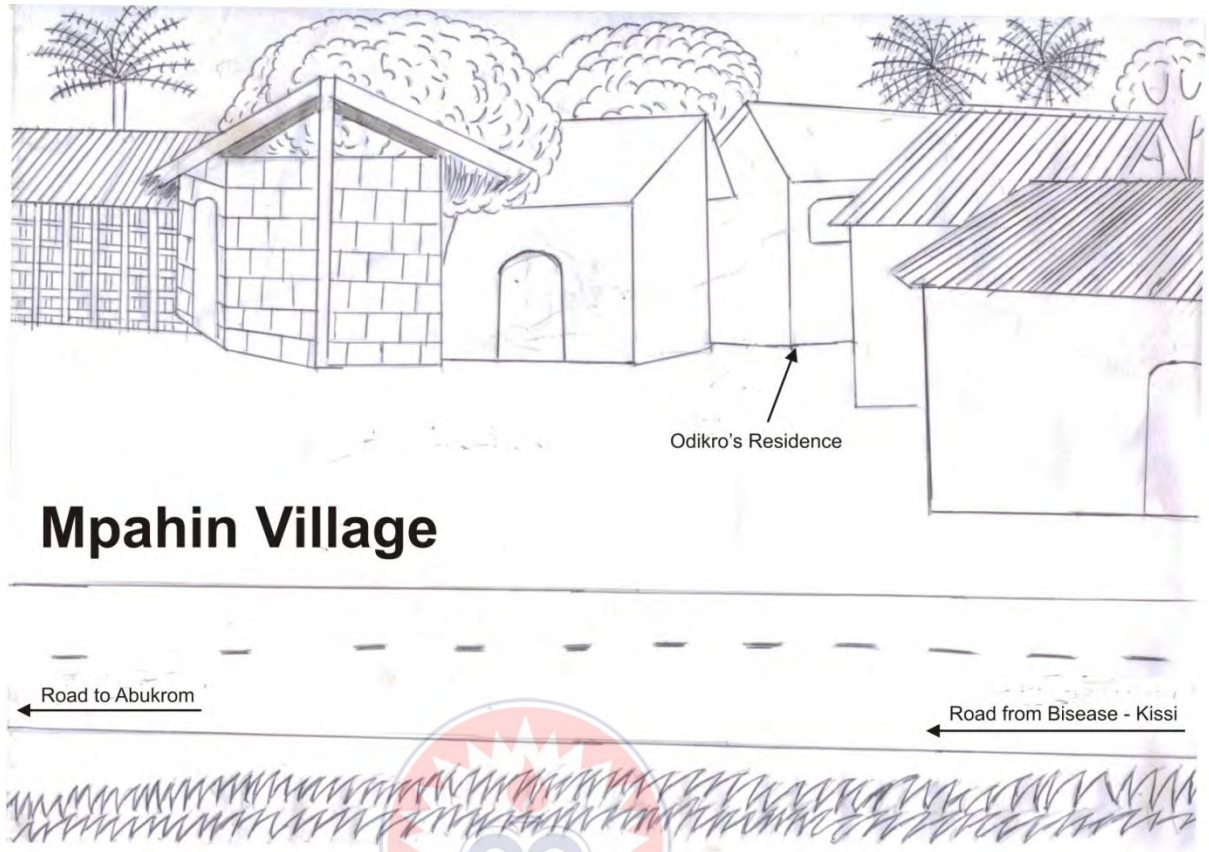 Odikro's Residence
Mpahin Village
Road to Abukrom
Road from Bisease - Kissi